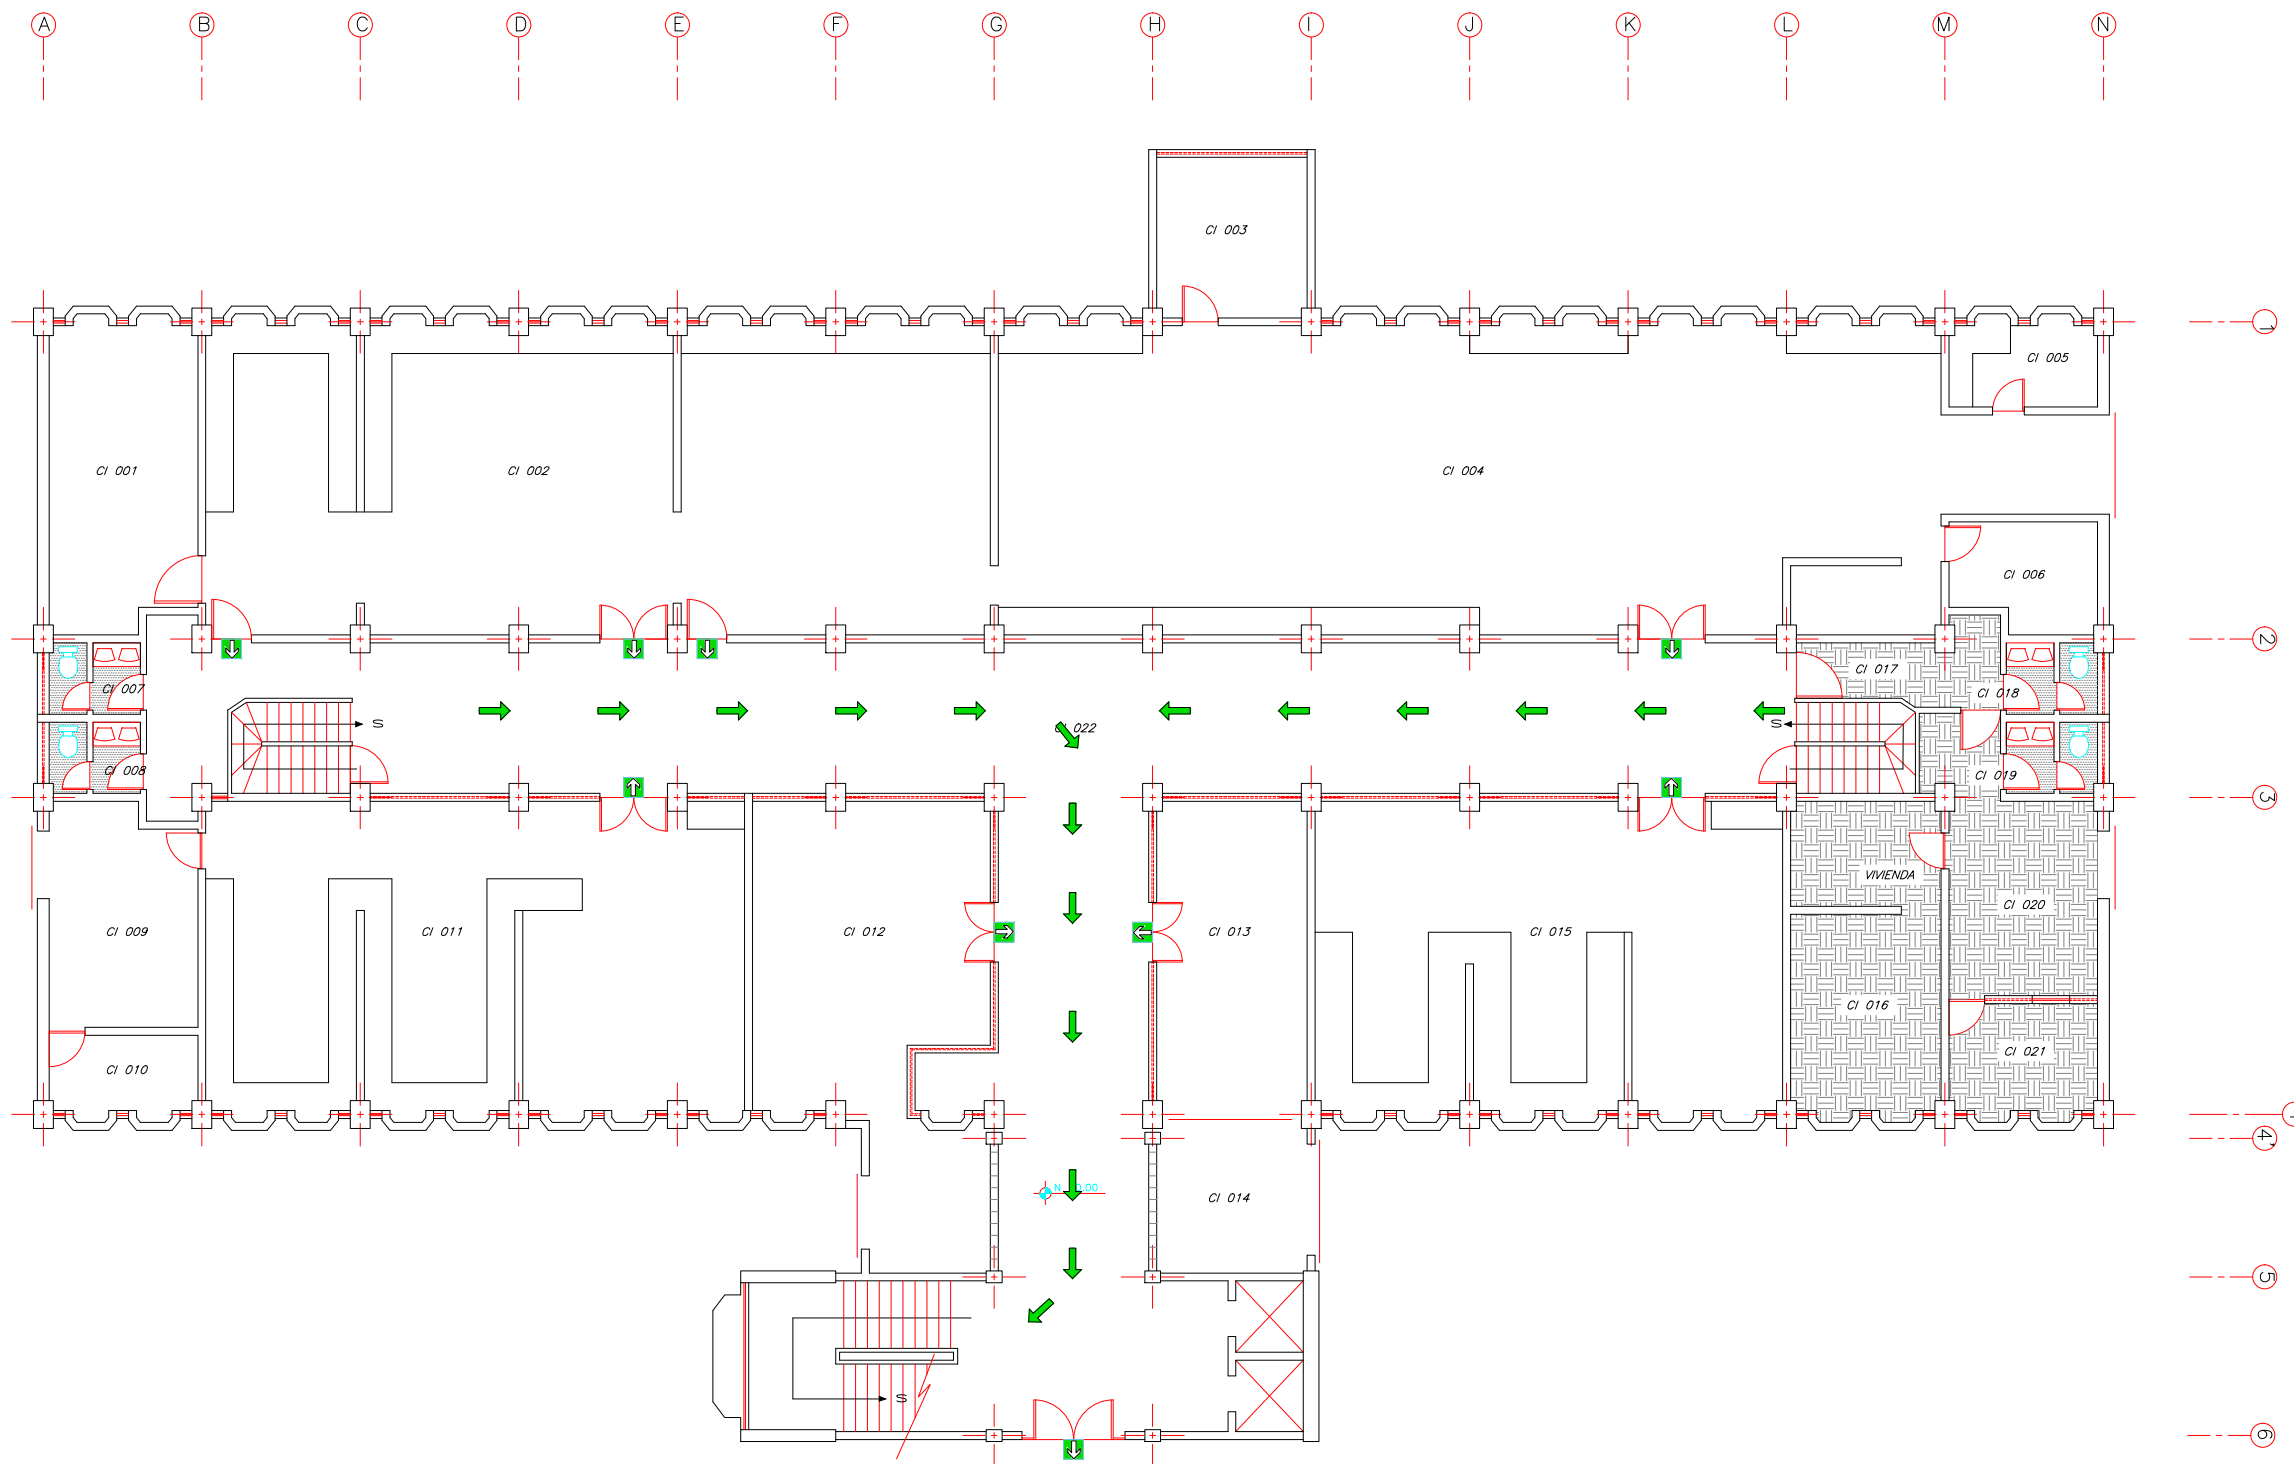 A B C D E F G H I J K L M N
CI 003
1
CI 005
CI 001
CI 002
CI 004
CI 006
2
CI 017
CI 007
CI 018
S
S
022
CI 008
CI 019
3
VIVIENDA
CI 020
CI 009
CI 011
CI 012
CI 013
CI 015
CI 016
CI 021
CI 010
4'
N
.00
CI 014
5
S
6